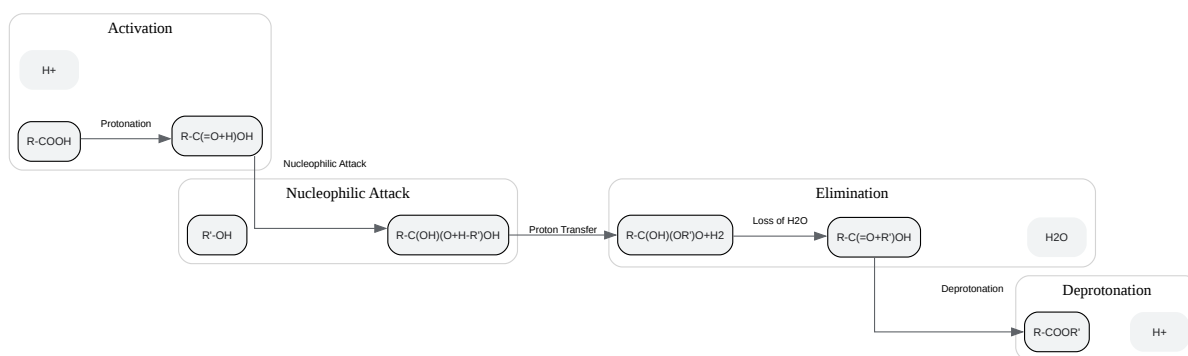 Activation
H+
Protonation
R-COOH
R-C(=O+H)OH
Nucleophilic Attack
Nucleophilic Attack
R'-OH
R-C(OH)(O+H-R')OH
Proton Transfer
Elimination
R-C(OH)(OR')O+H2
Loss of H2O
R-C(=O+R')OH
H2O
Deprotonation
Deprotonation
R-COOR'
H+